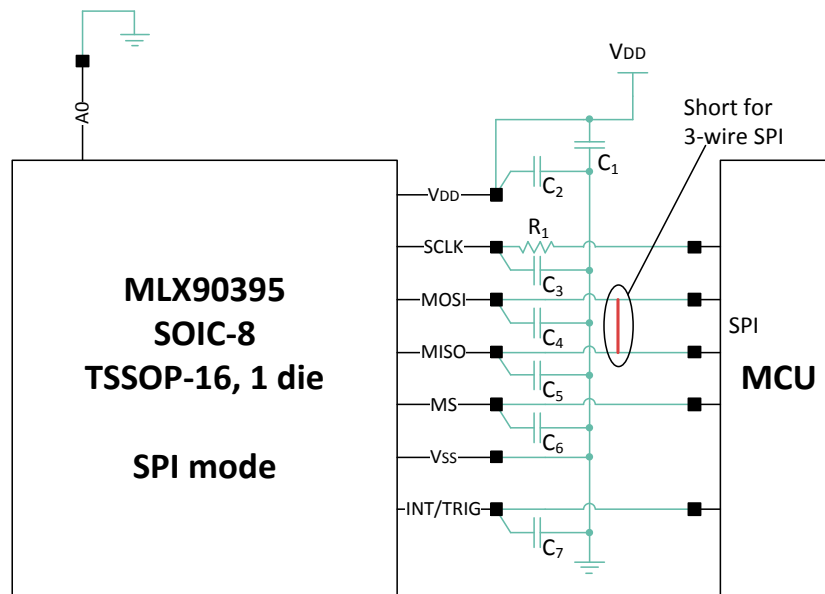 VDD
Short for
3-wire SPI
A0
C1
C2
VDD
R1
SCLK
C3
MLX90395
SOIC-8
TSSOP-16, 1 die
SPI mode
MOSI
C4
SPI
MISO
C5
MCU
MS
C6
VSS
INT/TRIG
C7